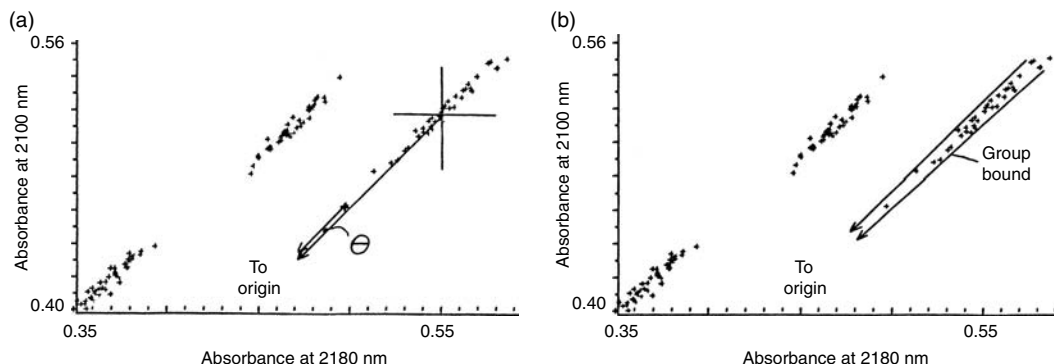 (a)
0.56
Absorbance at 2100 nm
0.40
0.35
0.55
To
origin
θ
Absorbance at 2180 nm
(b)
0.56
Absorbance at 2100 nm
0.40
0.35
0.55
Group
bound
To
origin
Absorbance at 2180 nm